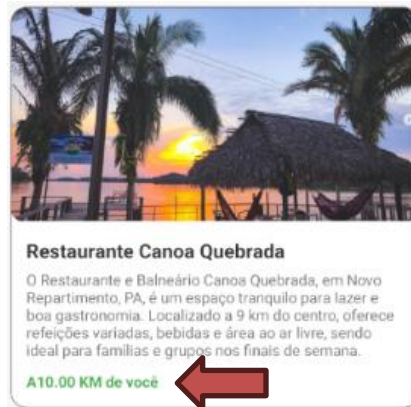 Restaurante Canoa Quebrada
O Restaurante e Balneário Canoa Quebrada, em Novo
Repartimento, PA, é um espaço tranquilo para lazer e
boa gastronomia. Localizado a 9 km do centro, oferece
refeições variadas, bebidas e área ao ar livre, sendo
ideal para famílias e grupos nos finais de semana.
A10.00 KM de você